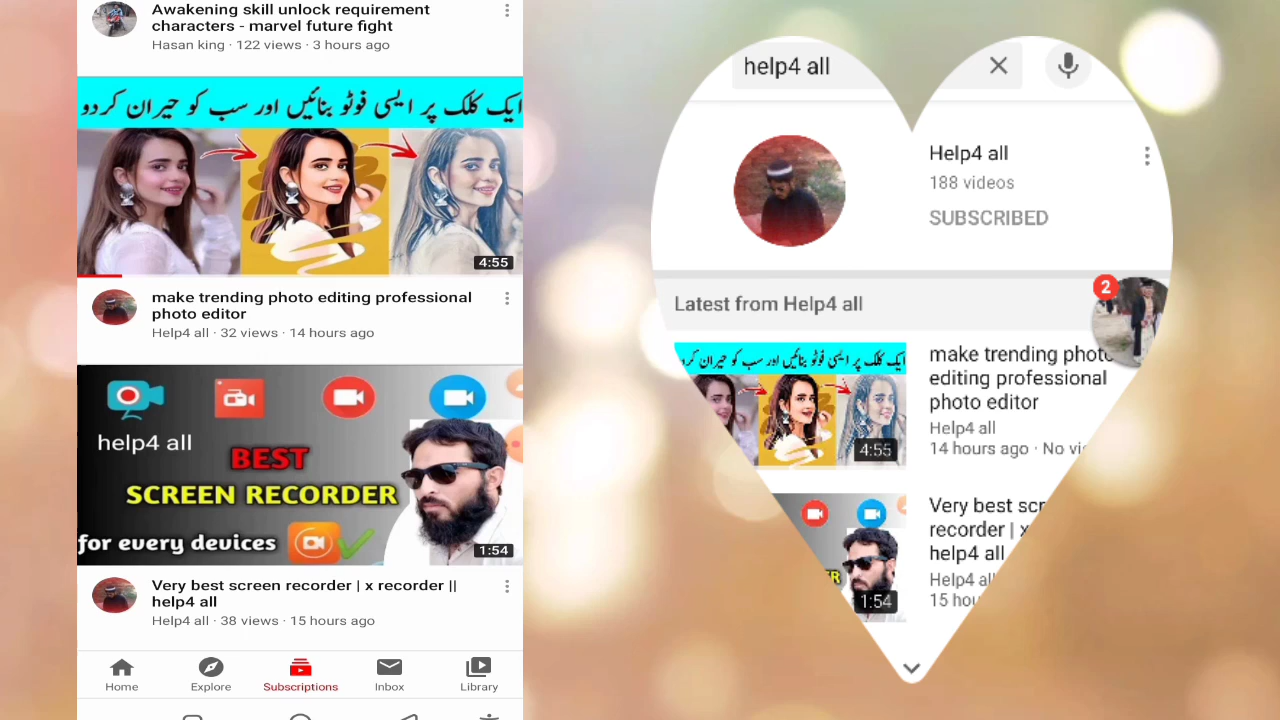 Awakening skill unlock requirement
characters - marvel future fight
Hasan king · 122 views · 3 hours ago
ایک کلک پر ایسی فوٹو بنائیں اور سب کو حیران کردو
4:55
make trending photo editing professional
photo editor
Help4 all · 32 views · 14 hours ago
help4 all
BEST
SCREEN RECORDER
for every devices
1:54
Very best screen recorder | x recorder ||
help4 all
Help4 all · 38 views · 15 hours ago
Home
Explore
Subscriptions
Inbox
Library
help4 all
Help4 all
188 videos
SUBSCRIBED
2
Latest from Help4 all
ایک کلک پر ایسی فوٹو بنائیں اور سب کو حیران کردو
4:55
make trending photo
editing professional
photo editor
Help4 all
14 hours ago · No
1:54
Very best
recorder | x
help4 all
Help4 all
15